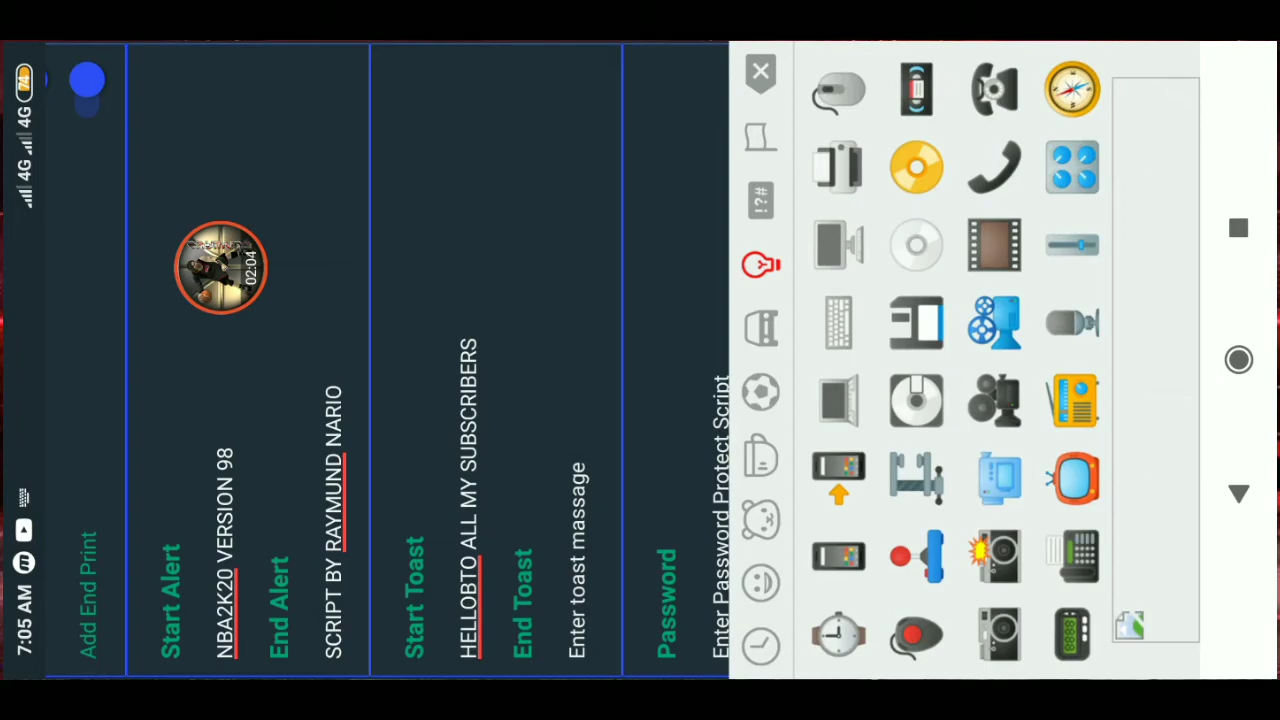 7:05 AM
4G
4G
74
Add End Print
Start Alert
NBA2K20 VERSION 98
02:04
End Alert
SCRIPT BY RAYMUND NARIO
Start Toast
HELLOBTO ALL MY SUBSCRIBERS
End Toast
Enter toast massage
Password
Enter Password Protect Script
!?#